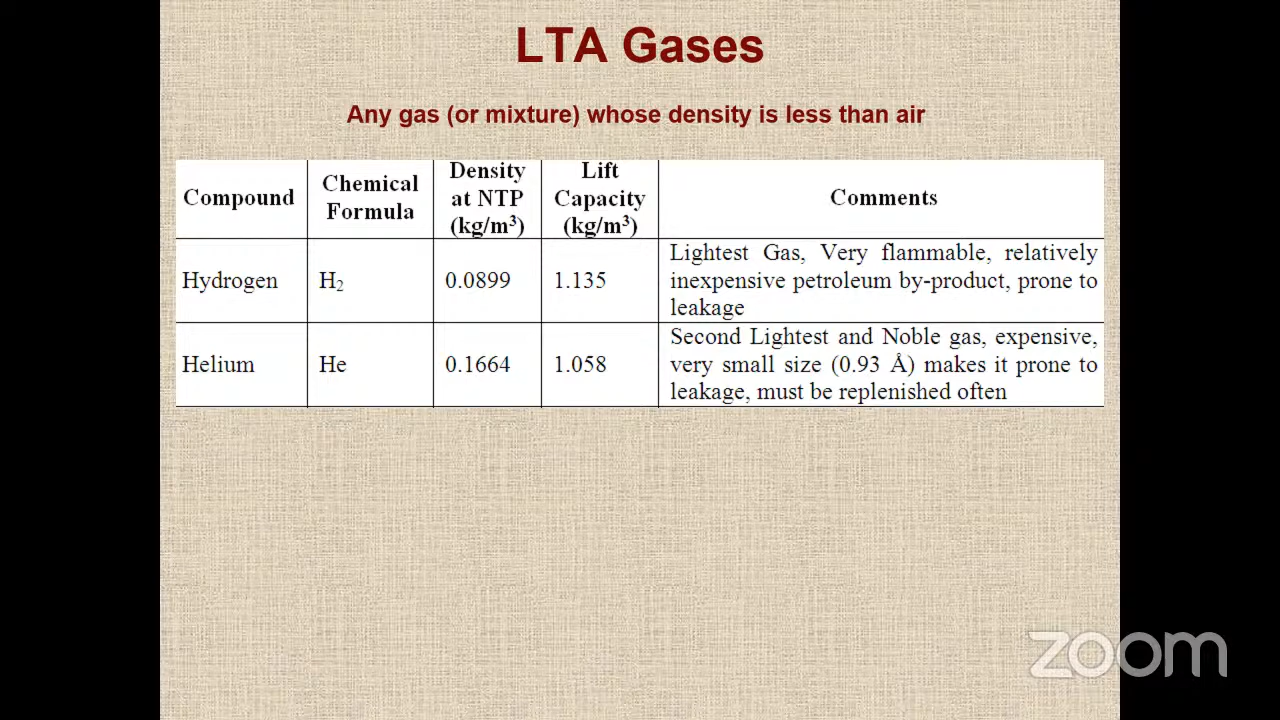 LTA Gases
Any gas (or mixture) whose density is less than air
Compound
Chemical
Formula
Density
at NTP
(kg/m³)
Lift
Capacity
(kg/m³)
Comments
Hydrogen
H₂
0.0899
1.135
Lightest Gas, Very flammable, relatively
inexpensive petroleum by-product, prone to
leakage
Helium
He
0.1664
1.058
Second Lightest and Noble gas, expensive,
very small size (0.93 Å) makes it prone to
leakage, must be replenished often
zoom